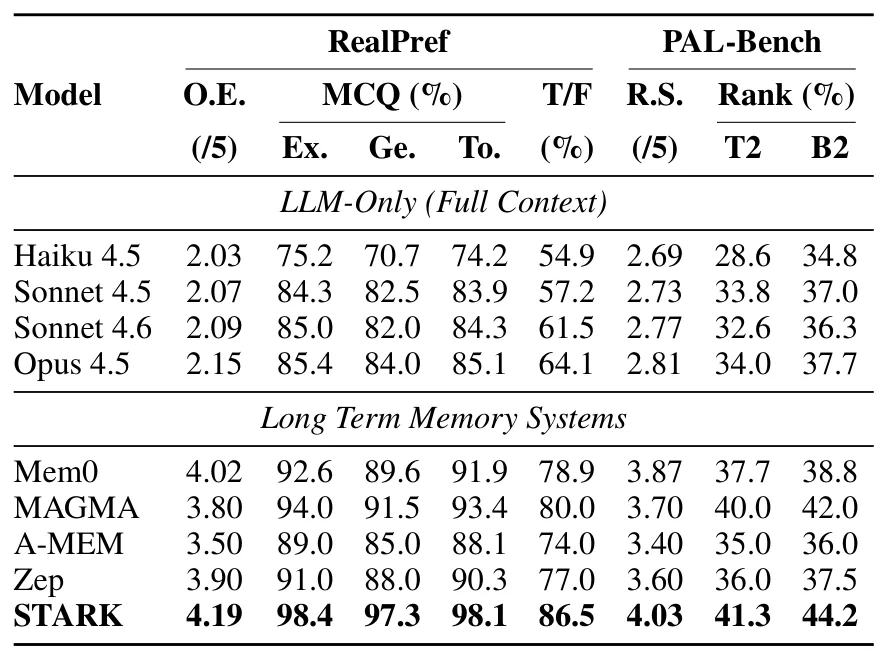 RealPref PAL-Bench
Model O.E. MCQ (%) T/F R.S. Rank (%)
(/5) Ex. Ge. To. (%) (/5) T2 B2
LLM-Only (Full Context)
Haiku 4.5 2.03 75.2 70.7 74.2 54.9 2.69 28.6 34.8
Sonnet 4.5 2.07 84.3 82.5 83.9 57.2 2.73 33.8 37.0
Sonnet 4.6 2.09 85.0 82.0 84.3 61.5 2.77 32.6 36.3
Opus 4.5 2.15 85.4 84.0 85.1 64.1 2.81 34.0 37.7
Long Term Memory Systems
Mem0 4.02 92.6 89.6 91.9 78.9 3.87 37.7 38.8
MAGMA 3.80 94.0 91.5 93.4 80.0 3.70 40.0 42.0
A-MEM 3.50 89.0 85.0 88.1 74.0 3.40 35.0 36.0
Zep 3.90 91.0 88.0 90.3 77.0 3.60 36.0 37.5
STARK 4.19 98.4 97.3 98.1 86.5 4.03 41.3 44.2